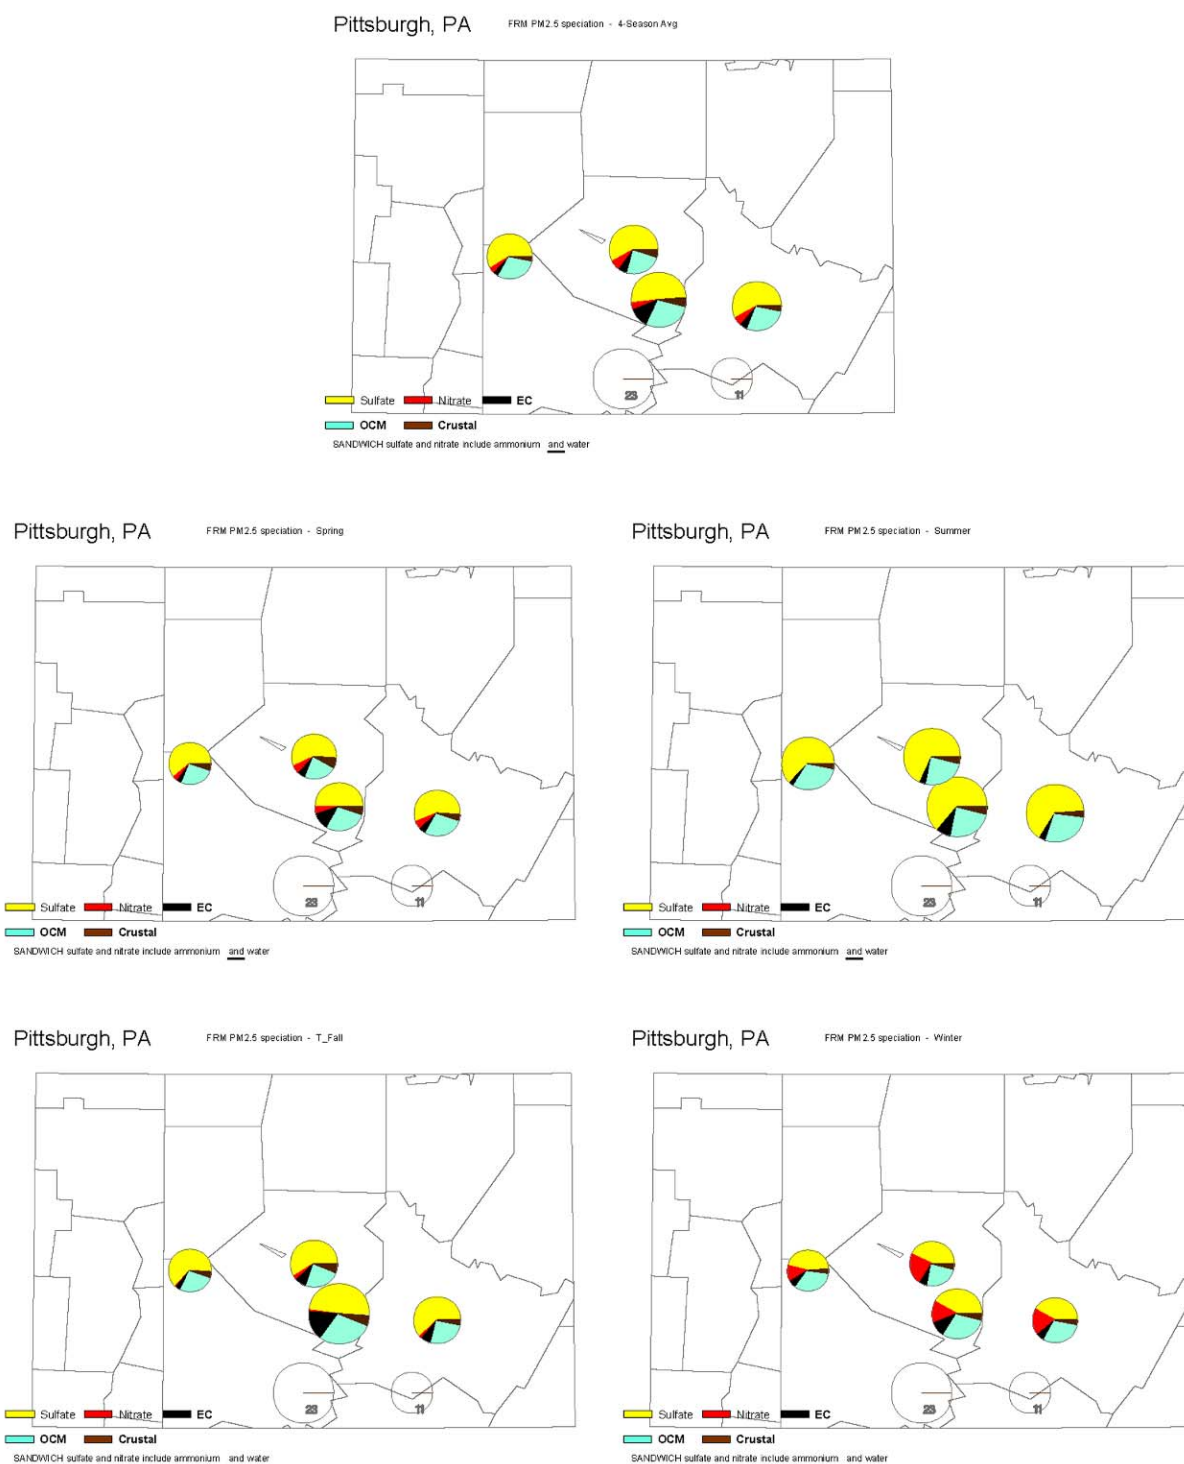 Pittsburgh, PA FRM PM2.5 speciation - 4-Season Avg
23 11
Sulfate Nitrate EC
OCM Crustal
SANDWICH sulfate and nitrate include ammonium and water
Pittsburgh, PA FRM PM2.5 speciation - Spring
23 11
Sulfate Nitrate EC
OCM Crustal
SANDWICH sulfate and nitrate include ammonium and water
Pittsburgh, PA FRM PM2.5 speciation - Summer
23 11
Sulfate Nitrate EC
OCM Crustal
SANDWICH sulfate and nitrate include ammonium and water
Pittsburgh, PA FRM PM2.5 speciation - T_Fall
23 11
Sulfate Nitrate EC
OCM Crustal
SANDWICH sulfate and nitrate include ammonium and water
Pittsburgh, PA FRM PM2.5 speciation - Winter
23 11
Sulfate Nitrate EC
OCM Crustal
SANDWICH sulfate and nitrate include ammonium and water